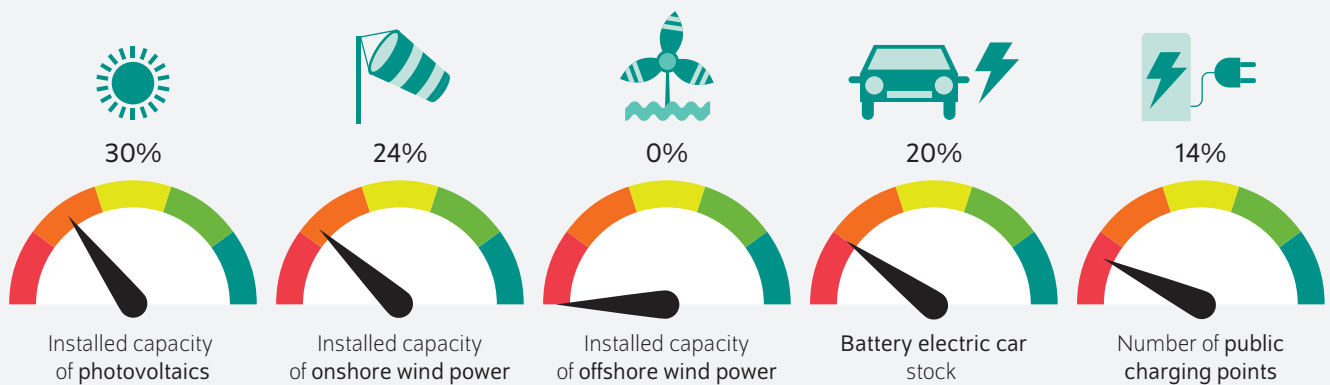 30%
24%
0%
20%
14%
Installed capacity
of photovoltaics
Installed capacity
of onshore wind power
Installed capacity
of offshore wind power
Battery electric car
stock
Number of public
charging points